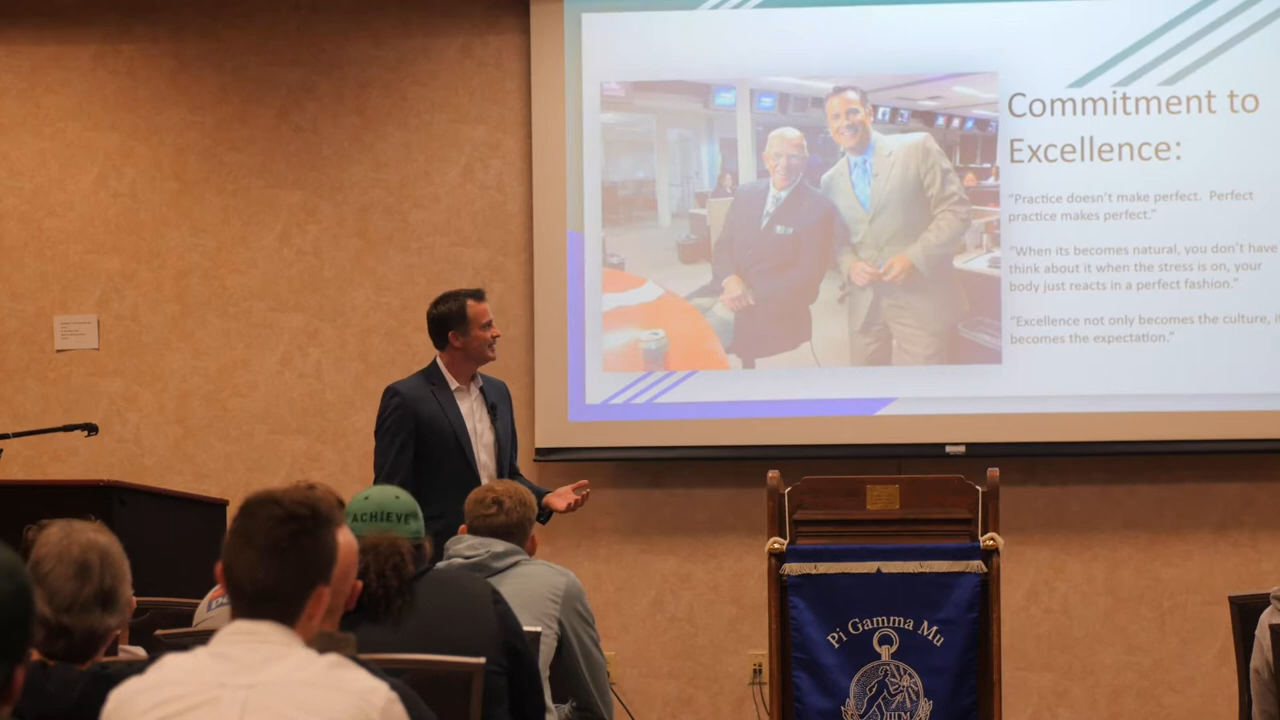 Commitment to
Excellence:
"Practice doesn't make perfect. Perfect
practice makes perfect."
"When its becomes natural, you don't have
think about it when the stress is on, your
body just reacts in a perfect fashion."
"Excellence not only becomes the culture, i
becomes the expectation."
ACHIEVE
Pi Gamma Mu
ΠΓΜ